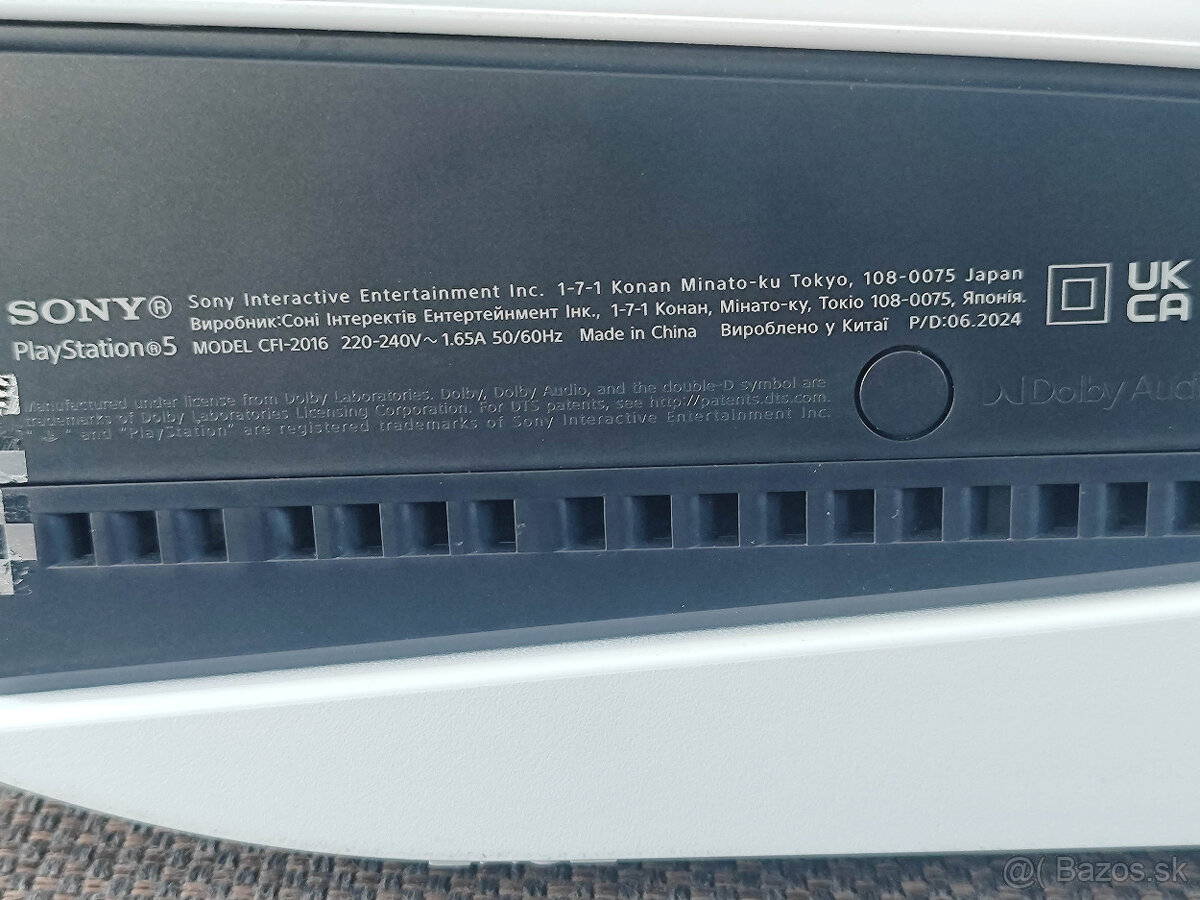 SONY® Sony Interactive Entertainment Inc. 1-7-1 Konan Minato-ku Tokyo, 108-0075 Japan
Виробник:Соні Інтеректів Ентертейнмент Інк., 1-7-1 Конан, Мінато-ку, Токіо 108-0075, Японія.
PlayStation®5 MODEL CFI-2016 220-240V~1.65A 50/60Hz Made in China Вироблено у Китаї P/D:06.2024
UK
CA
Manufactured under license from Dolby Laboratories. Dolby, Dolby Audio, and the double-D symbol are
trademarks of Dolby Laboratories Licensing Corporation. For DTS patents, see http://patents.dts.com.
" " and "PlayStation" are registered trademarks of Sony Interactive Entertainment Inc.
Dolby Audi
@( Bazos.sk